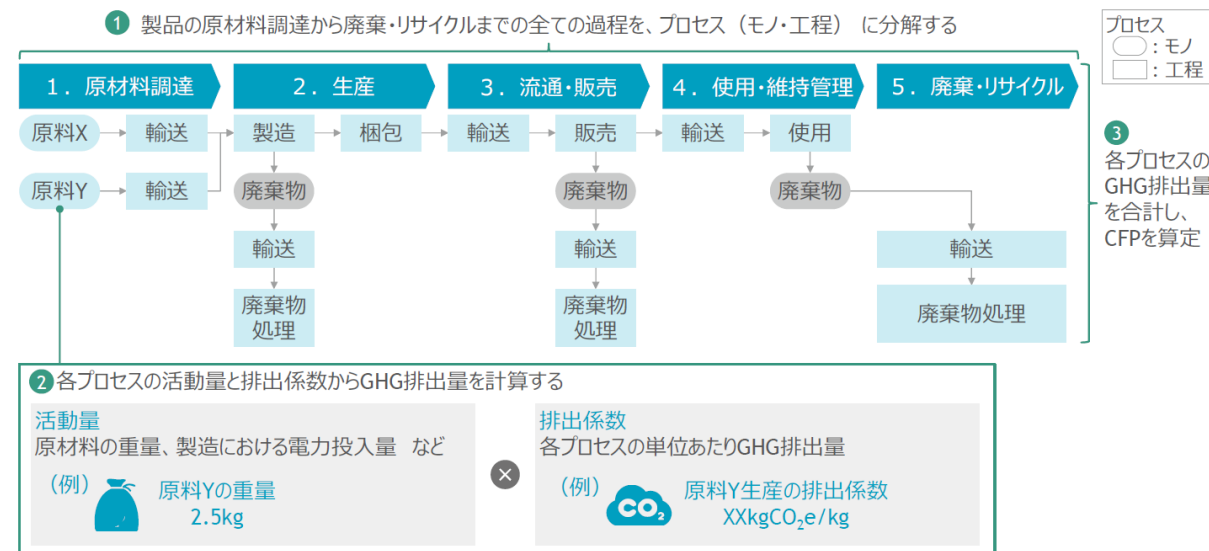 1 製品の原材料調達から廃棄・リサイクルまでの全ての過程を、プロセス（モノ・工程） に分解する
プロセス
：モノ
：工程
1．原材料調達
2．生産
3．流通・販売
4．使用・維持管理
5．廃棄・リサイクル
原料X
輸送
製造
梱包
輸送
販売
輸送
使用
原料Y
輸送
廃棄物
廃棄物
廃棄物
輸送
輸送
輸送
廃棄物
処理
廃棄物
処理
廃棄物処理
3
各プロセスの
GHG排出量
を合計し、
CFPを算定
2 各プロセスの活動量と排出係数からGHG排出量を計算する
活動量
原材料の重量、製造における電力投入量 など
（例）
原料Yの重量
2.5kg
×
排出係数
各プロセスの単位あたりGHG排出量
（例）
CO₂
原料Y生産の排出係数
XXkgCO₂e/kg